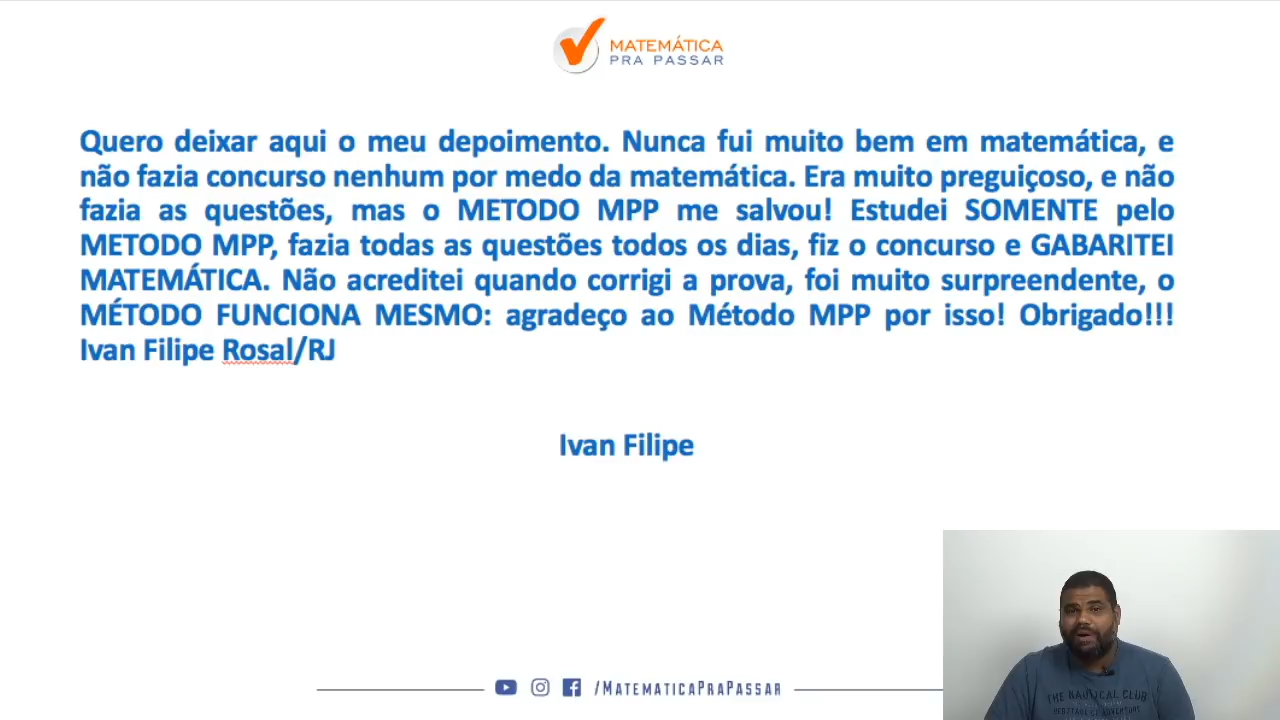 MATEMÁTICA
PRA PASSAR
Quero deixar aqui o meu depoimento. Nunca fui muito bem em matemática, e
não fazia concurso nenhum por medo da matemática. Era muito preguiçoso, e não
fazia as questões, mas o METODO MPP me salvou! Estudei SOMENTE pelo
METODO MPP, fazia todas as questões todos os dias, fiz o concurso e GABARITEI
MATEMÁTICA. Não acreditei quando corrigi a prova, foi muito surpreendente, o
MÉTODO FUNCIONA MESMO: agradeço ao Método MPP por isso! Obrigado!!!
Ivan Filipe Rosal/RJ
Ivan Filipe
THE NAUTICAL CLUB
/MATEMATICAPRAPASSAR